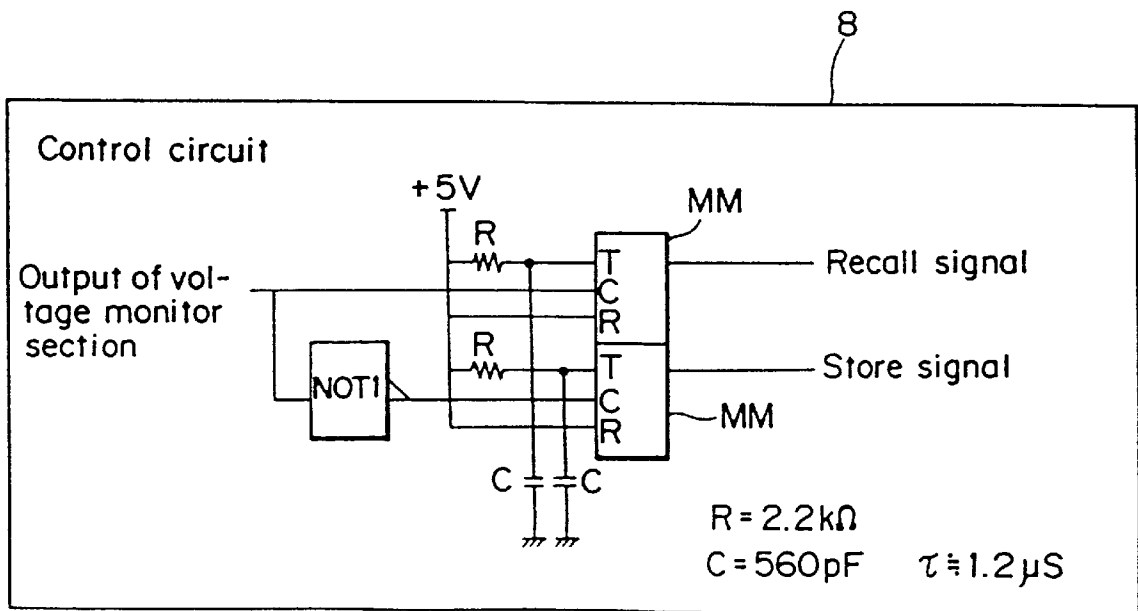 8
Control circuit
+5V
MM
R
T
Recall signal
Output of vol-
tage monitor
section
C
R
R
T
Store signal
NOT1
C
R
MM
C
C
R=2.2kΩ
C=560pF τ≒1.2µS